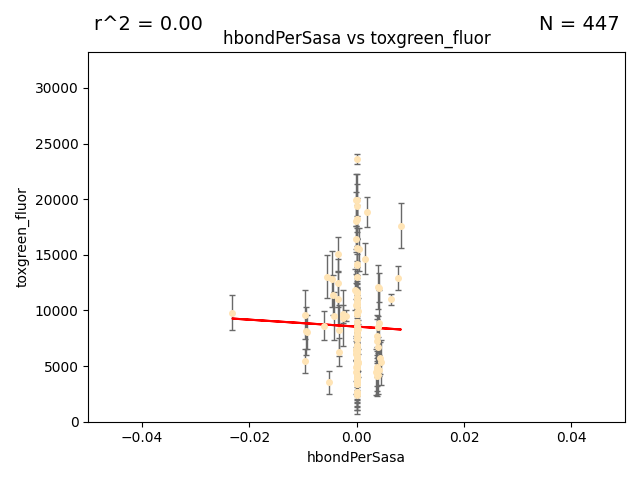 r^2 = 0.00
N = 447
hbondPerSasa vs toxgreen_fluor
toxgreen_fluor
30000
25000
20000
15000
10000
5000
0
−0.04
−0.02
0.00
0.02
0.04
hbondPerSasa